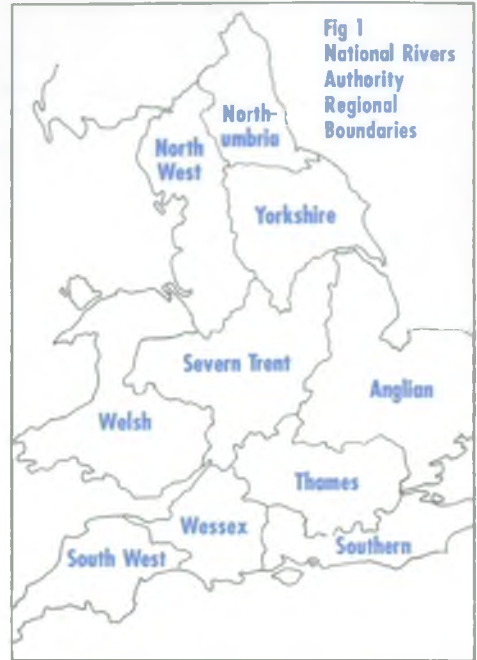 Fig 1
National Rivers
Authority
Regional
Boundaries
North-
umbria
North
West
Yorkshire
Severn Trent
Anglian
Welsh
Thames
Wessex
Southern
South West